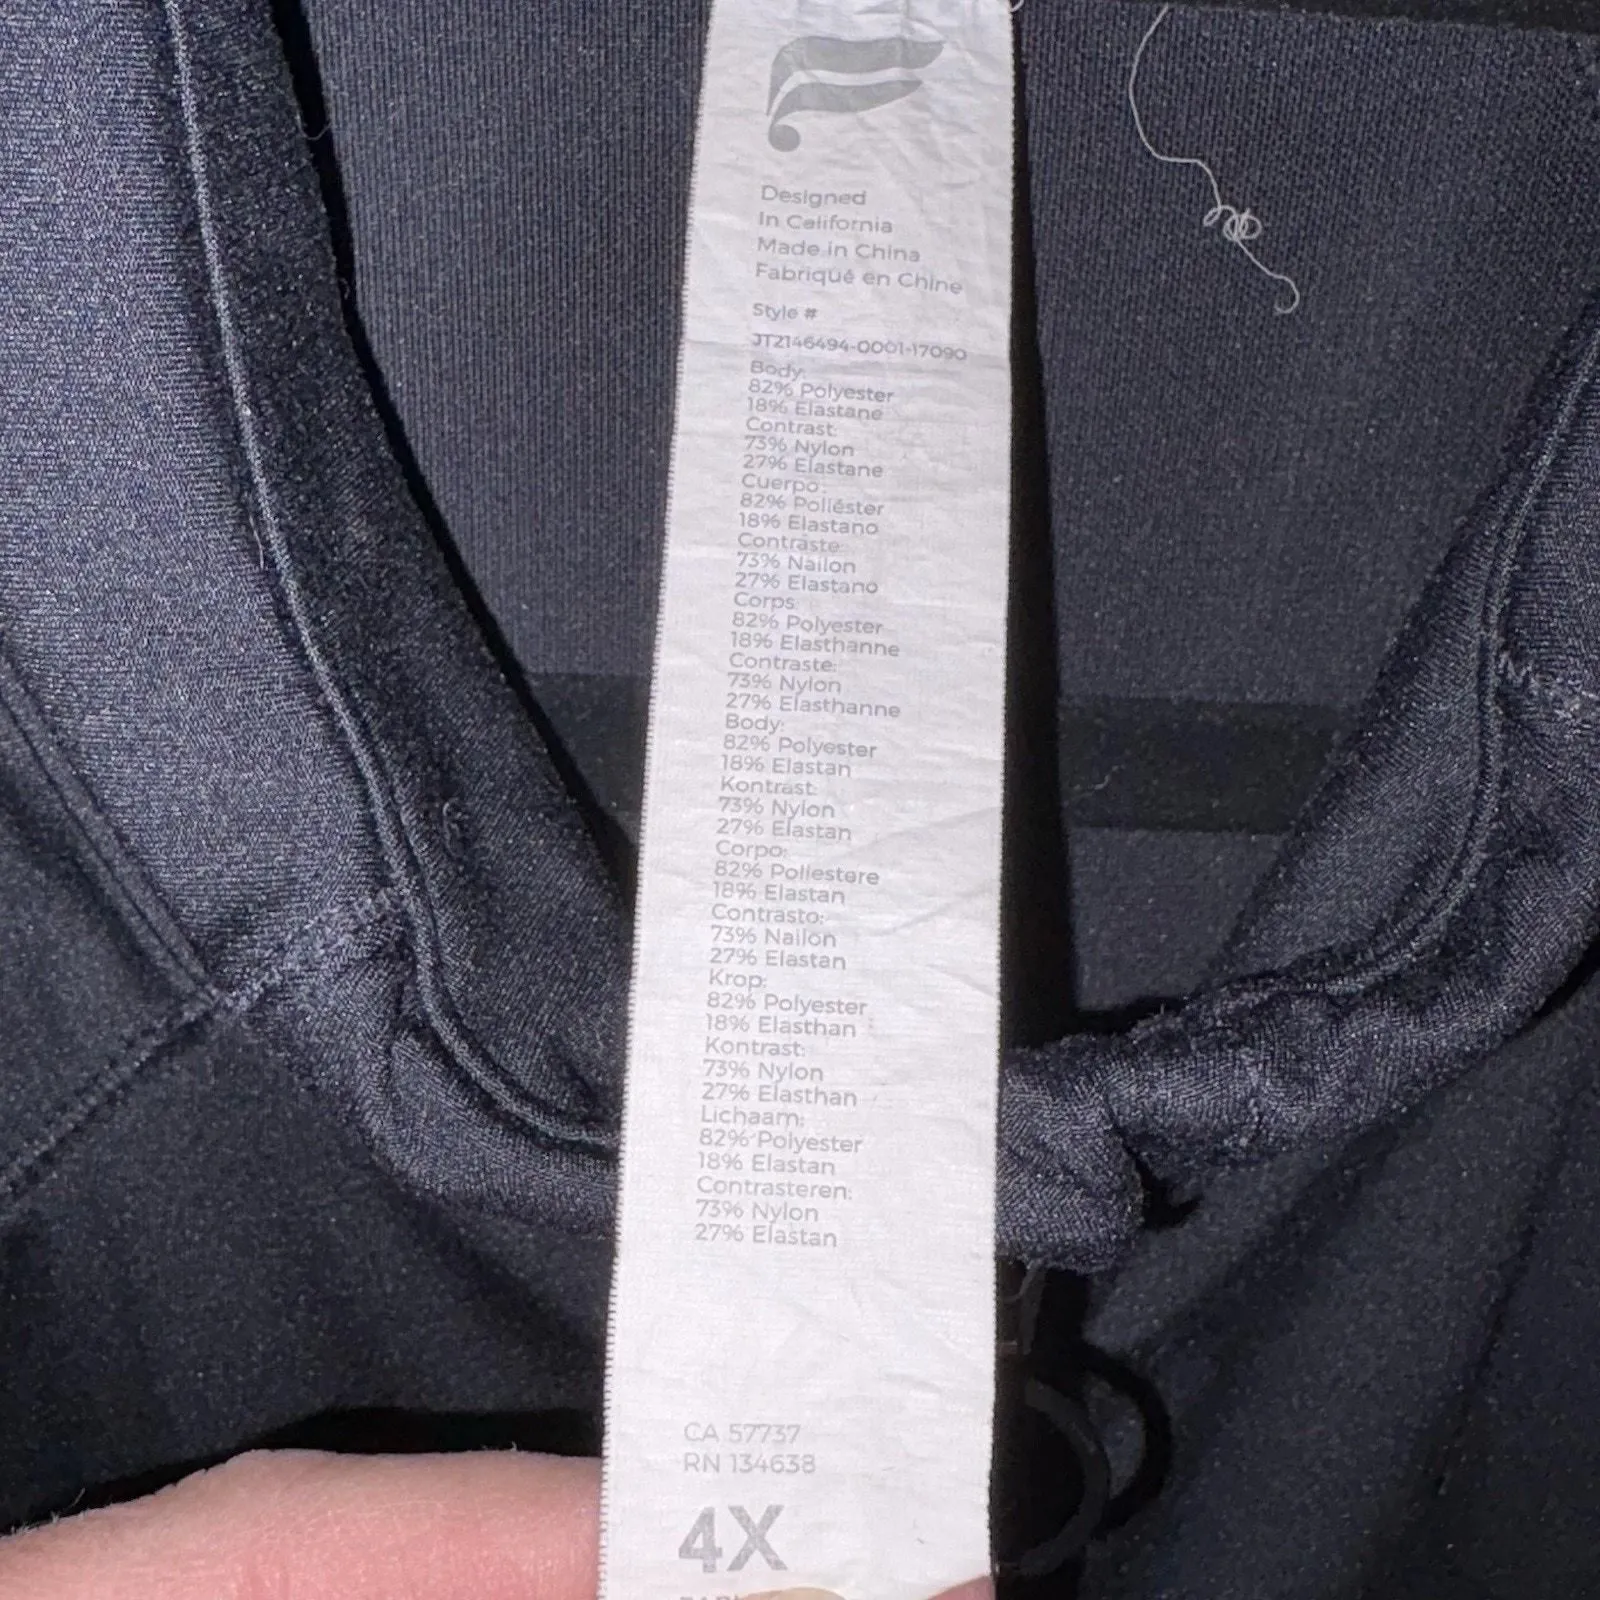 Designed
In California
Made in China
Fabriqué en Chine
Style #
JT2146494-0001-17090
Body:
82% Polyester
18% Elastane
Contrast:
73% Nylon
27% Elastane
Cuerpo:
82% Poliéster
18% Elastano
Contraste:
73% Nailon
27% Elastano
Corps
82% Polyester
18% Elasthanne
Contraste:
73% Nylon
27% Elasthanne
Body:
82% Polyester
18% Elastan
Kontrast:
73% Nylon
27% Elastan
Corpo:
82% Poliestere
18% Elastan
Contrasto:
73% Nailon
27% Elastan
Krop:
82% Polyester
18% Elasthan
Kontrast:
73% Nylon
27% Elasthan
Lichaam:
82% Polyester
18% Elastan
Contrasteren:
73% Nylon
27% Elastan
CA 57737
RN 134638
4X